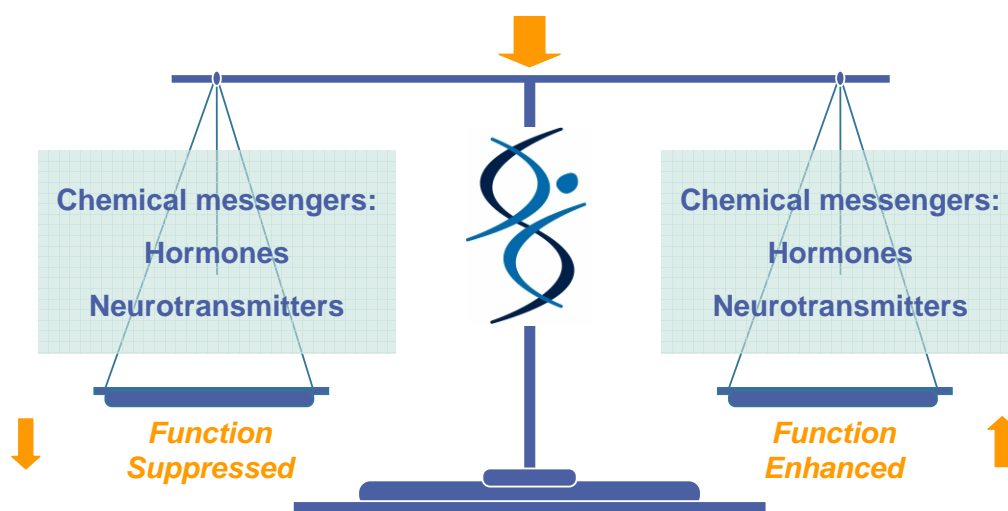 Chemical messengers:
Hormones
Neurotransmitters
Function
Suppressed
Chemical messengers:
Hormones
Neurotransmitters
Function
Enhanced